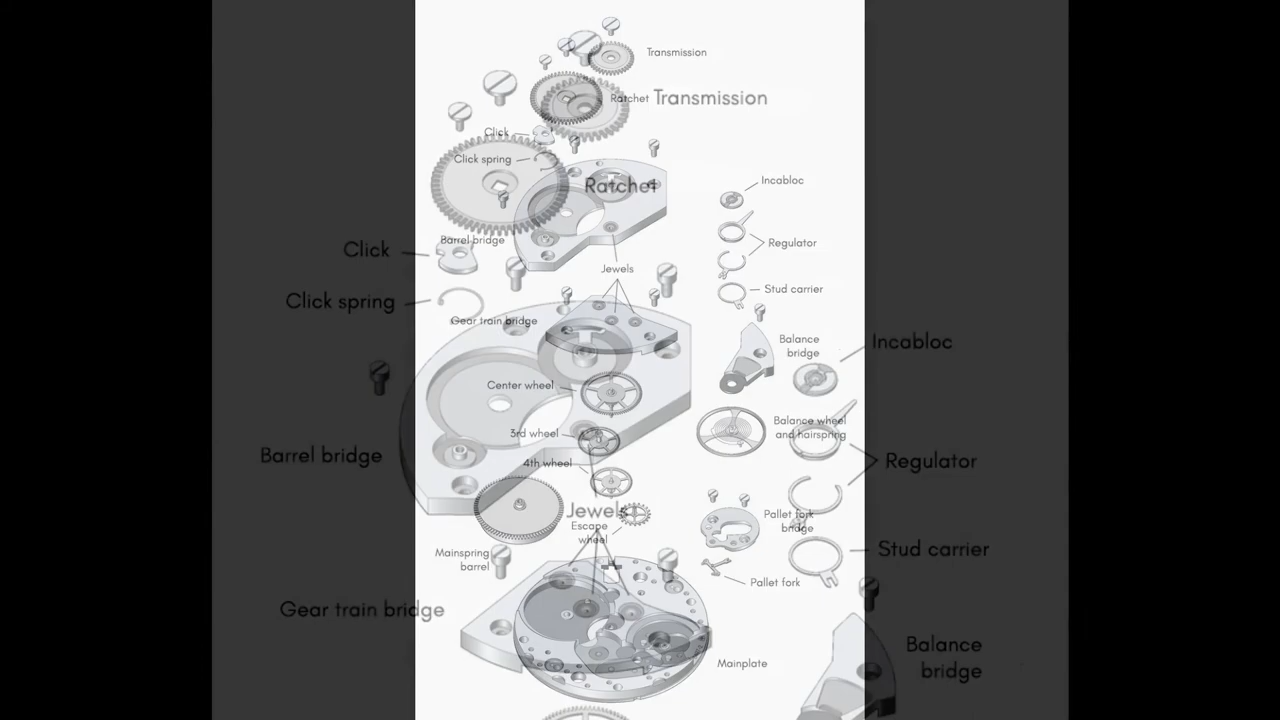 Transmission
Ratchet
Transmission
Click
Click spring
Ratchet
Incabloc
Barrel bridge
Regulator
Click
Jewels
Stud carrier
Click spring
Gear train bridge
Balance
bridge
Incabloc
Center wheel
Balance wheel
and hairspring
3rd wheel
Barrel bridge
Regulator
4th wheel
Jewels
Pallet fork
bridge
Escape
wheel
Stud carrier
Mainspring
barrel
Pallet fork
Gear train bridge
Balance
bridge
Mainplate